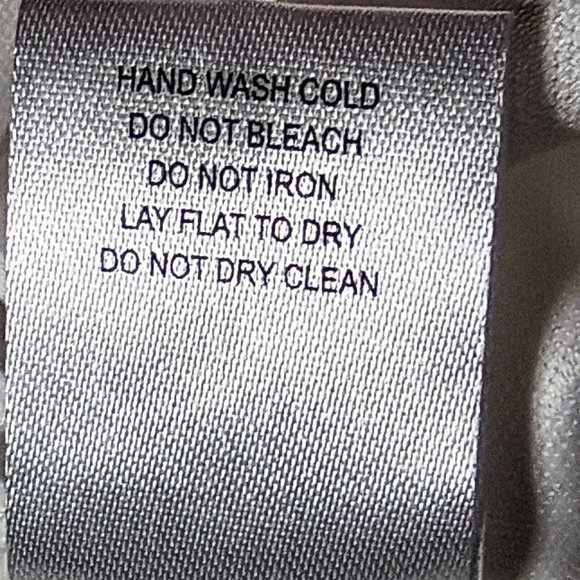 HAND WASH COLD
DO NOT BLEACH
DO NOT IRON
LAY FLAT TO DRY
DO NOT DRY CLEAN